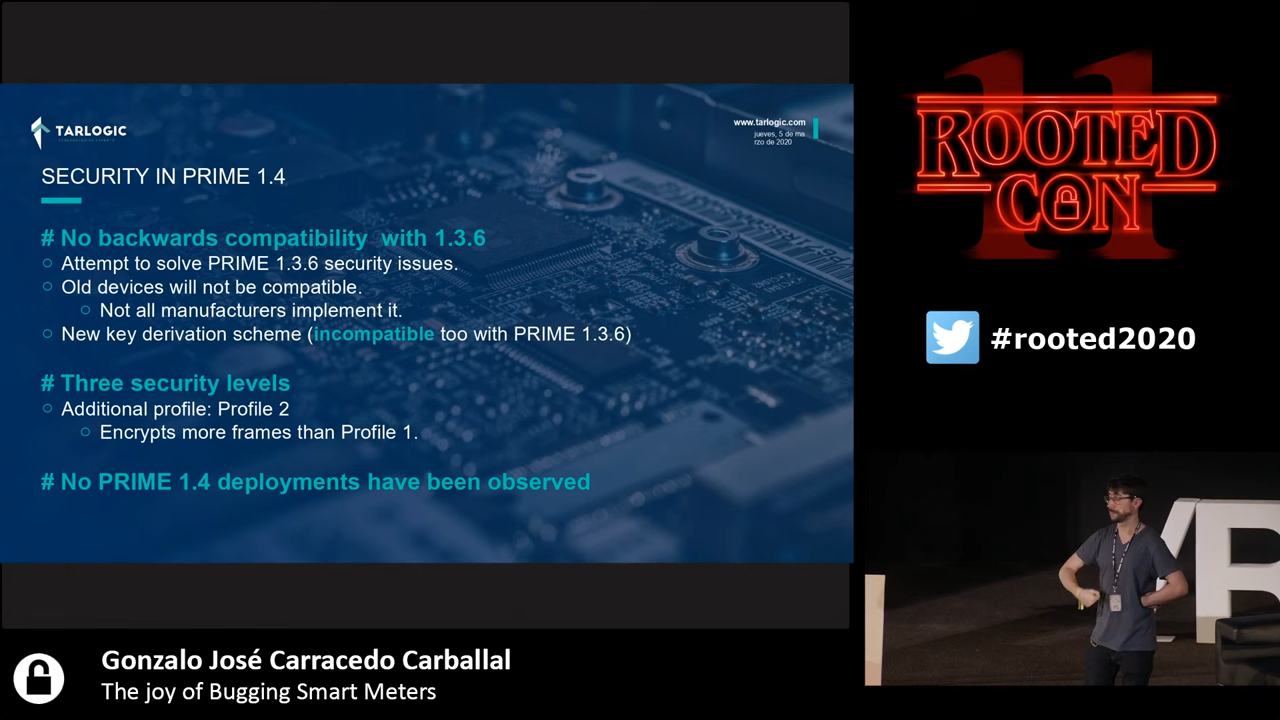 TARLOGIC
www.tarlogic.com
jueves, 5 de ma
rzo de 2020
SECURITY IN PRIME 1.4
# No backwards compatibility with 1.3.6
Attempt to solve PRIME 1.3.6 security issues.
Old devices will not be compatible.
Not all manufacturers implement it.
New key derivation scheme (incompatible too with PRIME 1.3.6)
# Three security levels
Additional profile: Profile 2
Encrypts more frames than Profile 1.
# No PRIME 1.4 deployments have been observed
11
ROOTED
CON
#rooted2020
R
Gonzalo José Carracedo Carballal
The joy of Bugging Smart Meters